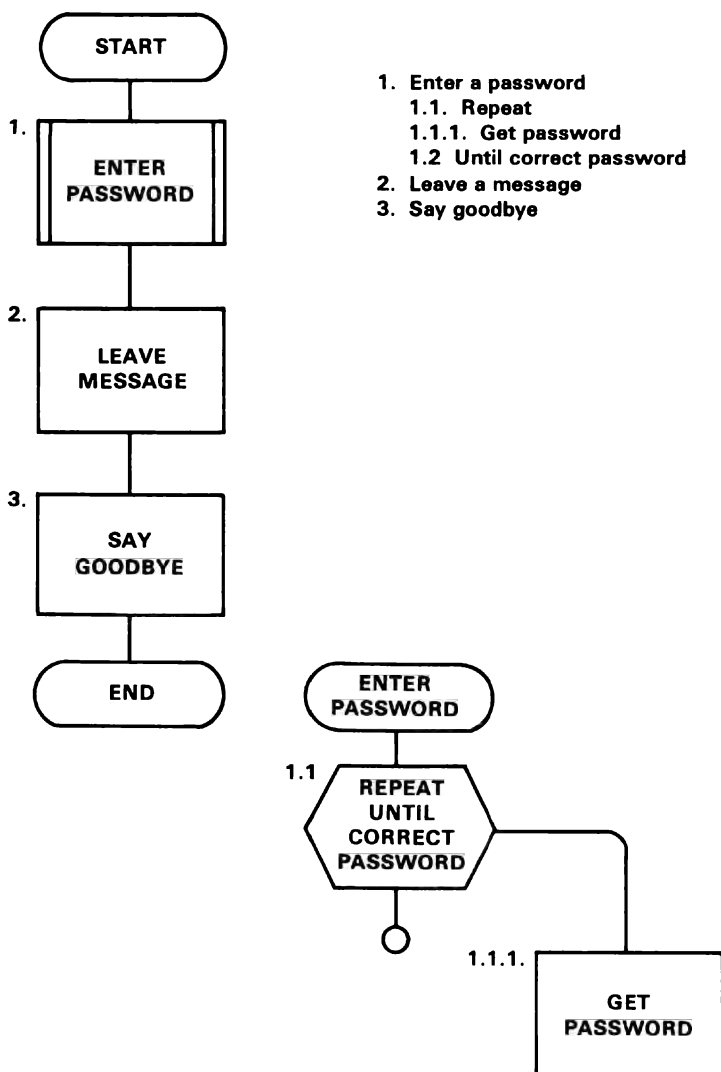 START
1.
ENTER
PASSWORD
2.
LEAVE
MESSAGE
3.
SAY
GOODBYE
END
1. Enter a password
1.1. Repeat
1.1.1. Get password
1.2 Until correct password
2. Leave a message
3. Say goodbye
ENTER
PASSWORD
1.1
REPEAT
UNTIL
CORRECT
PASSWORD
1.1.1.
GET
PASSWORD